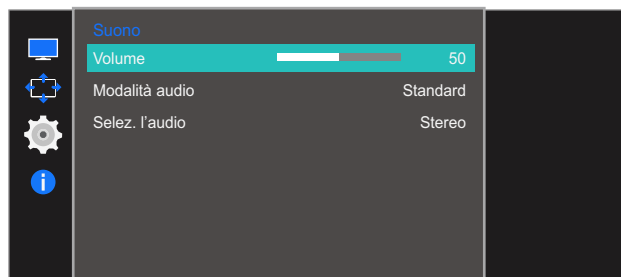 Suono
Volume 50
Modalità audio Standard
Selez. l'audio Stereo
i